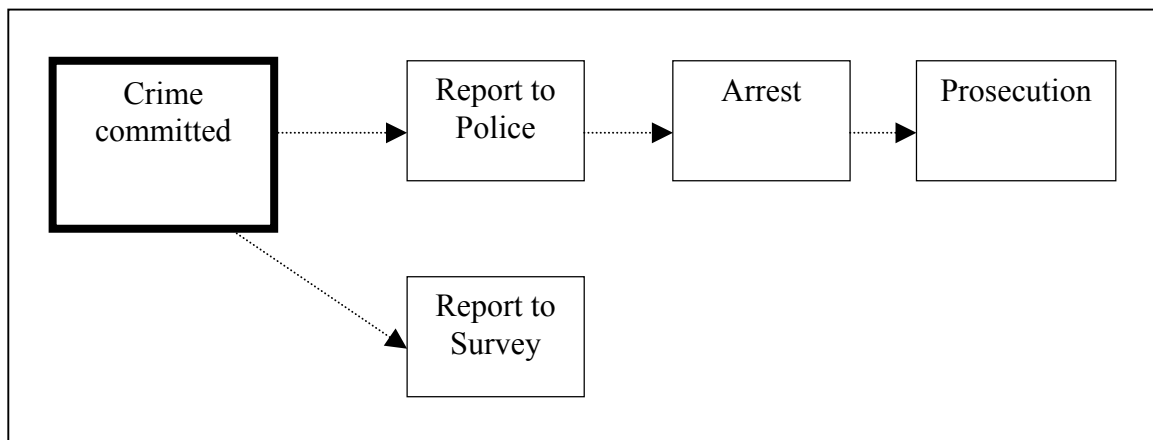 Crime
committed
Report to
Police
Arrest
Prosecution
Report to
Survey